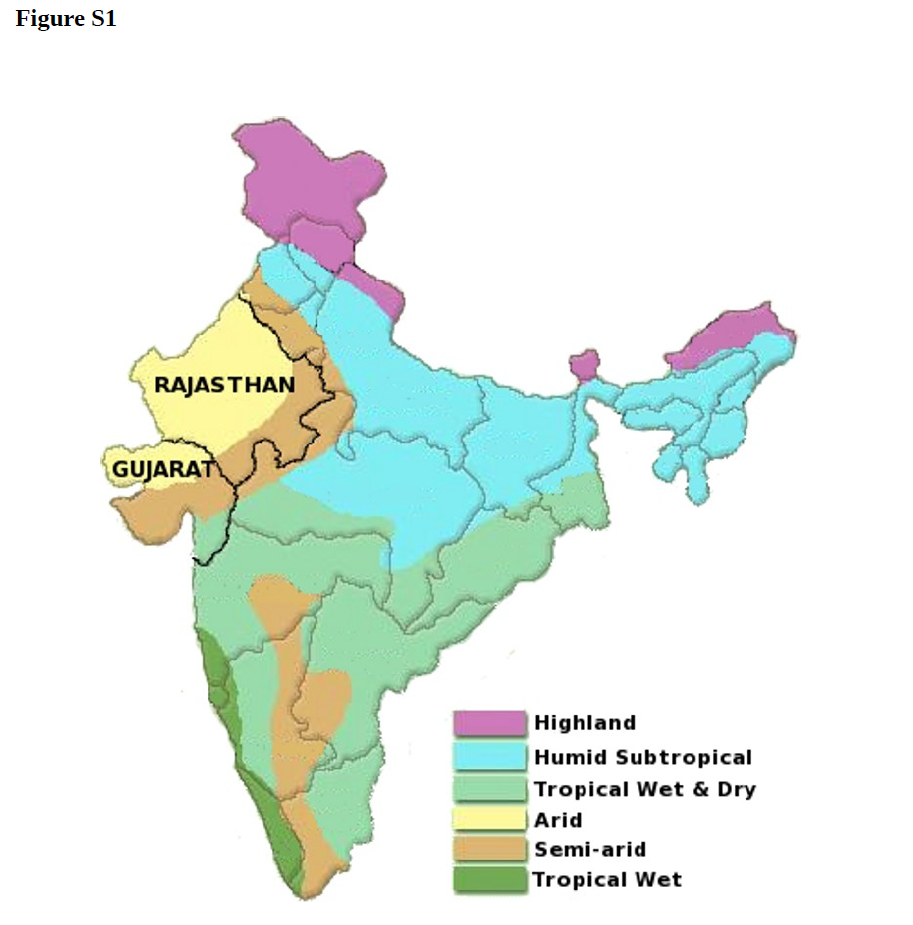 Figure S1
RAJASTHAN
GUJARAT
Highland
Humid Subtropical
Tropical Wet & Dry
Arid
Semi-arid
Tropical Wet